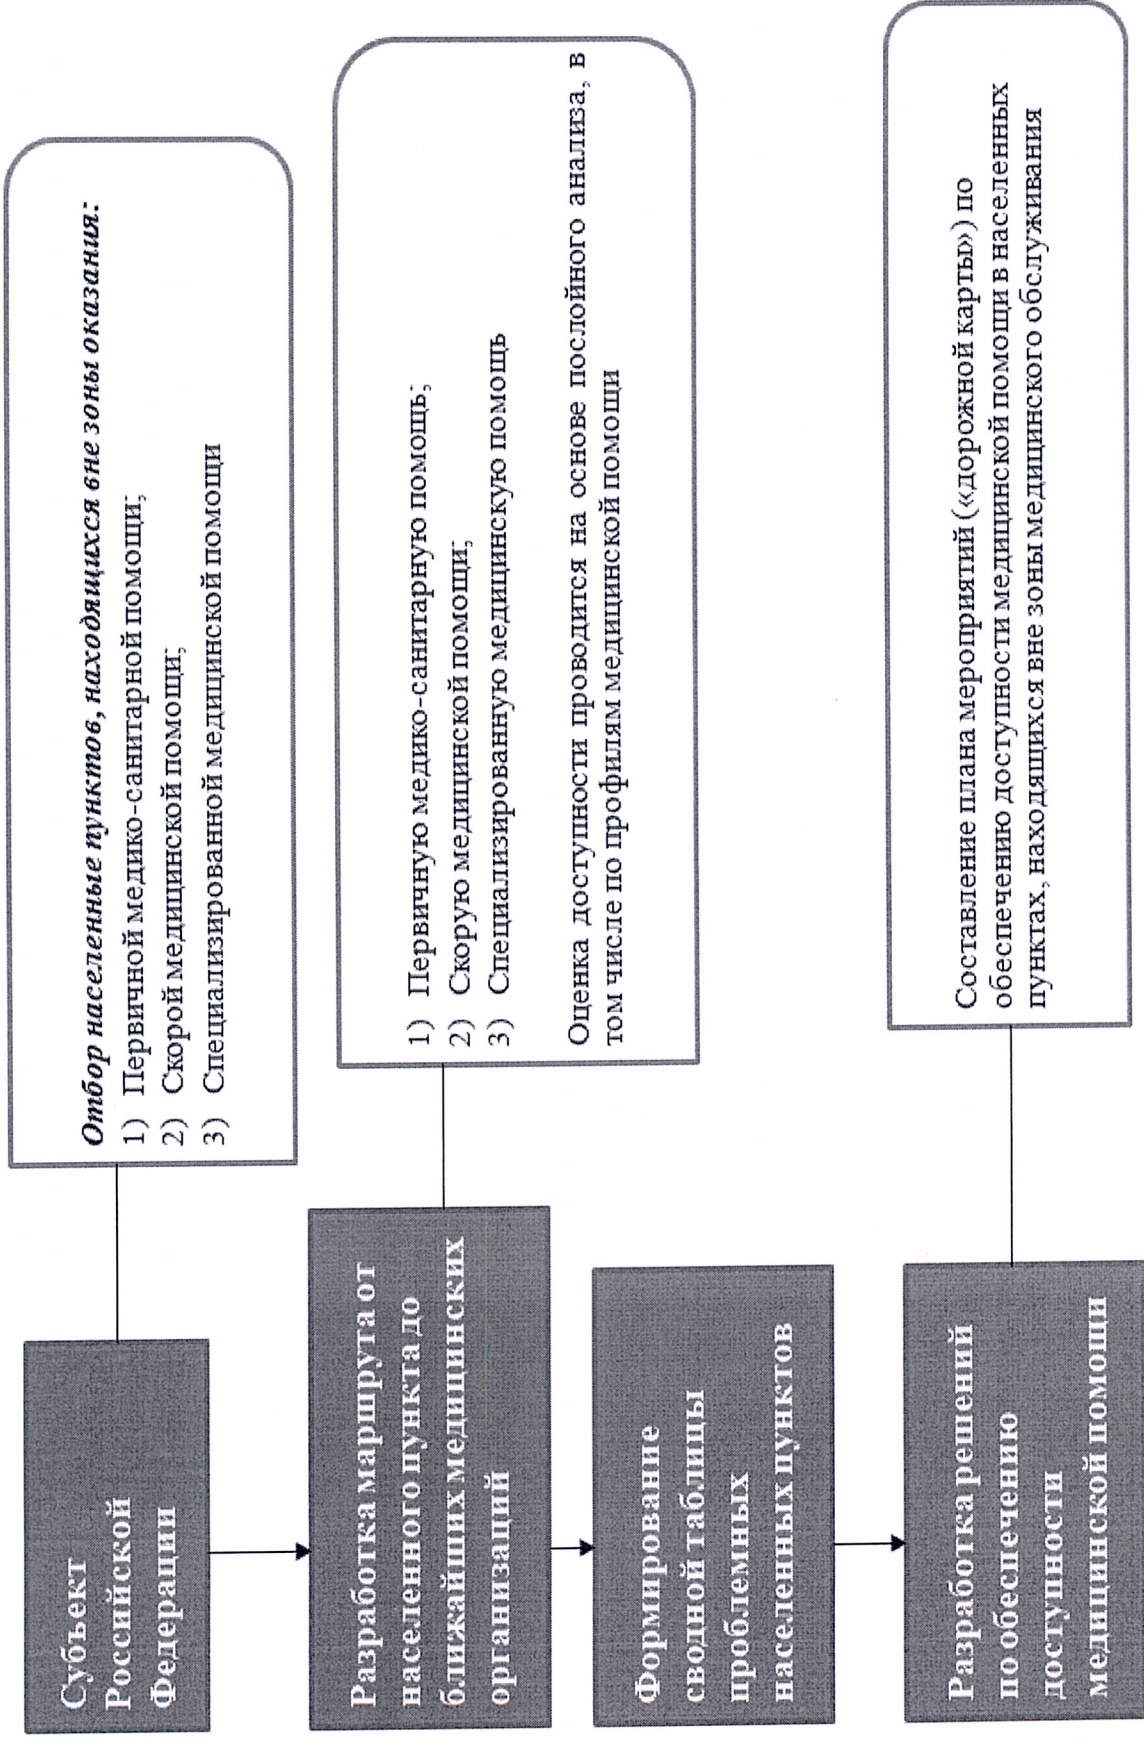 Субъект
Российской
Федерации
Отбор населенные пунктов, находящихся вне зоны оказания:
1) Первичной медико-санитарной помощи;
2) Скорой медицинской помощи;
3) Специализированной медицинской помощи
Разработка маршрута от
населенного пункта до
ближайших медицинских
организаций
1) Первичную медико-санитарную помощь;
2) Скорую медицинской помощи;
3) Специализированную медицинскую помощь
Оценка доступности проводится на основе послойного анализа, в
том числе по профилям медицинской помощи
Формирование
сводной таблицы
проблемных
населенных пунктов
Разработка решений
по обеспечению
доступности
медицинской помощи
Составление плана мероприятий («дорожной карты») по
обеспечению доступности медицинской помощи в населенных
пунктах, находящихся вне зоны медицинского обслуживания